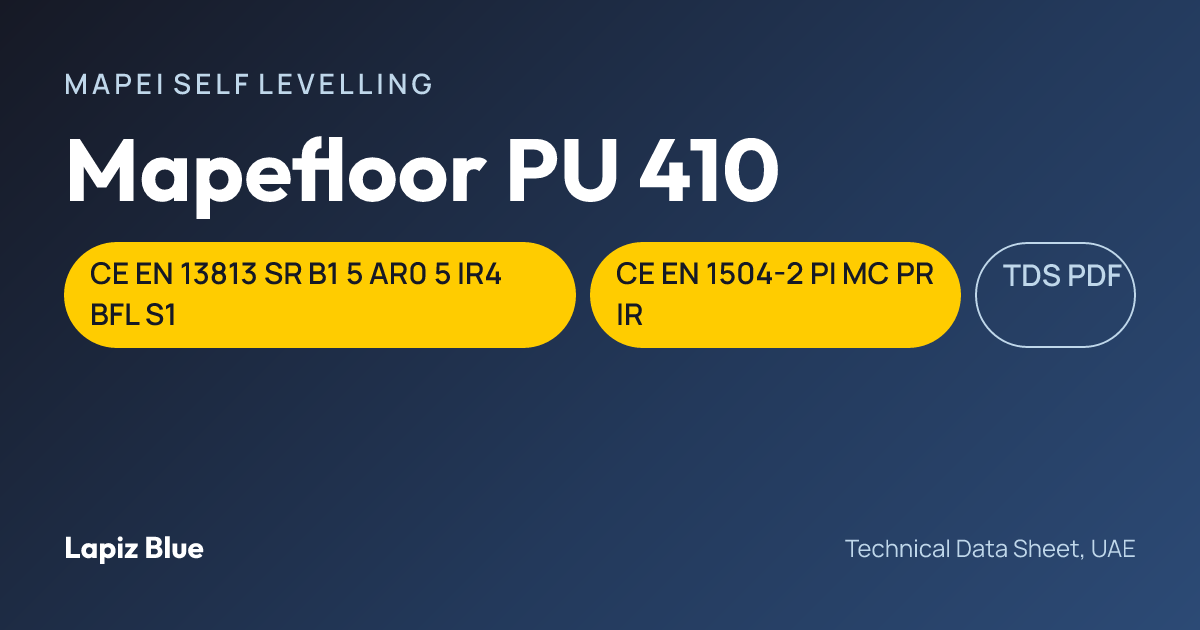 MAPEI SELF LEVELLING
Mapefloor PU 410
CE EN 13813 SR B1 5 AR0 5 IR4
BFL S1
CE EN 1504-2 PI MC PR
IR
TDS PDF
Lapiz Blue
Technical Data Sheet, UAE